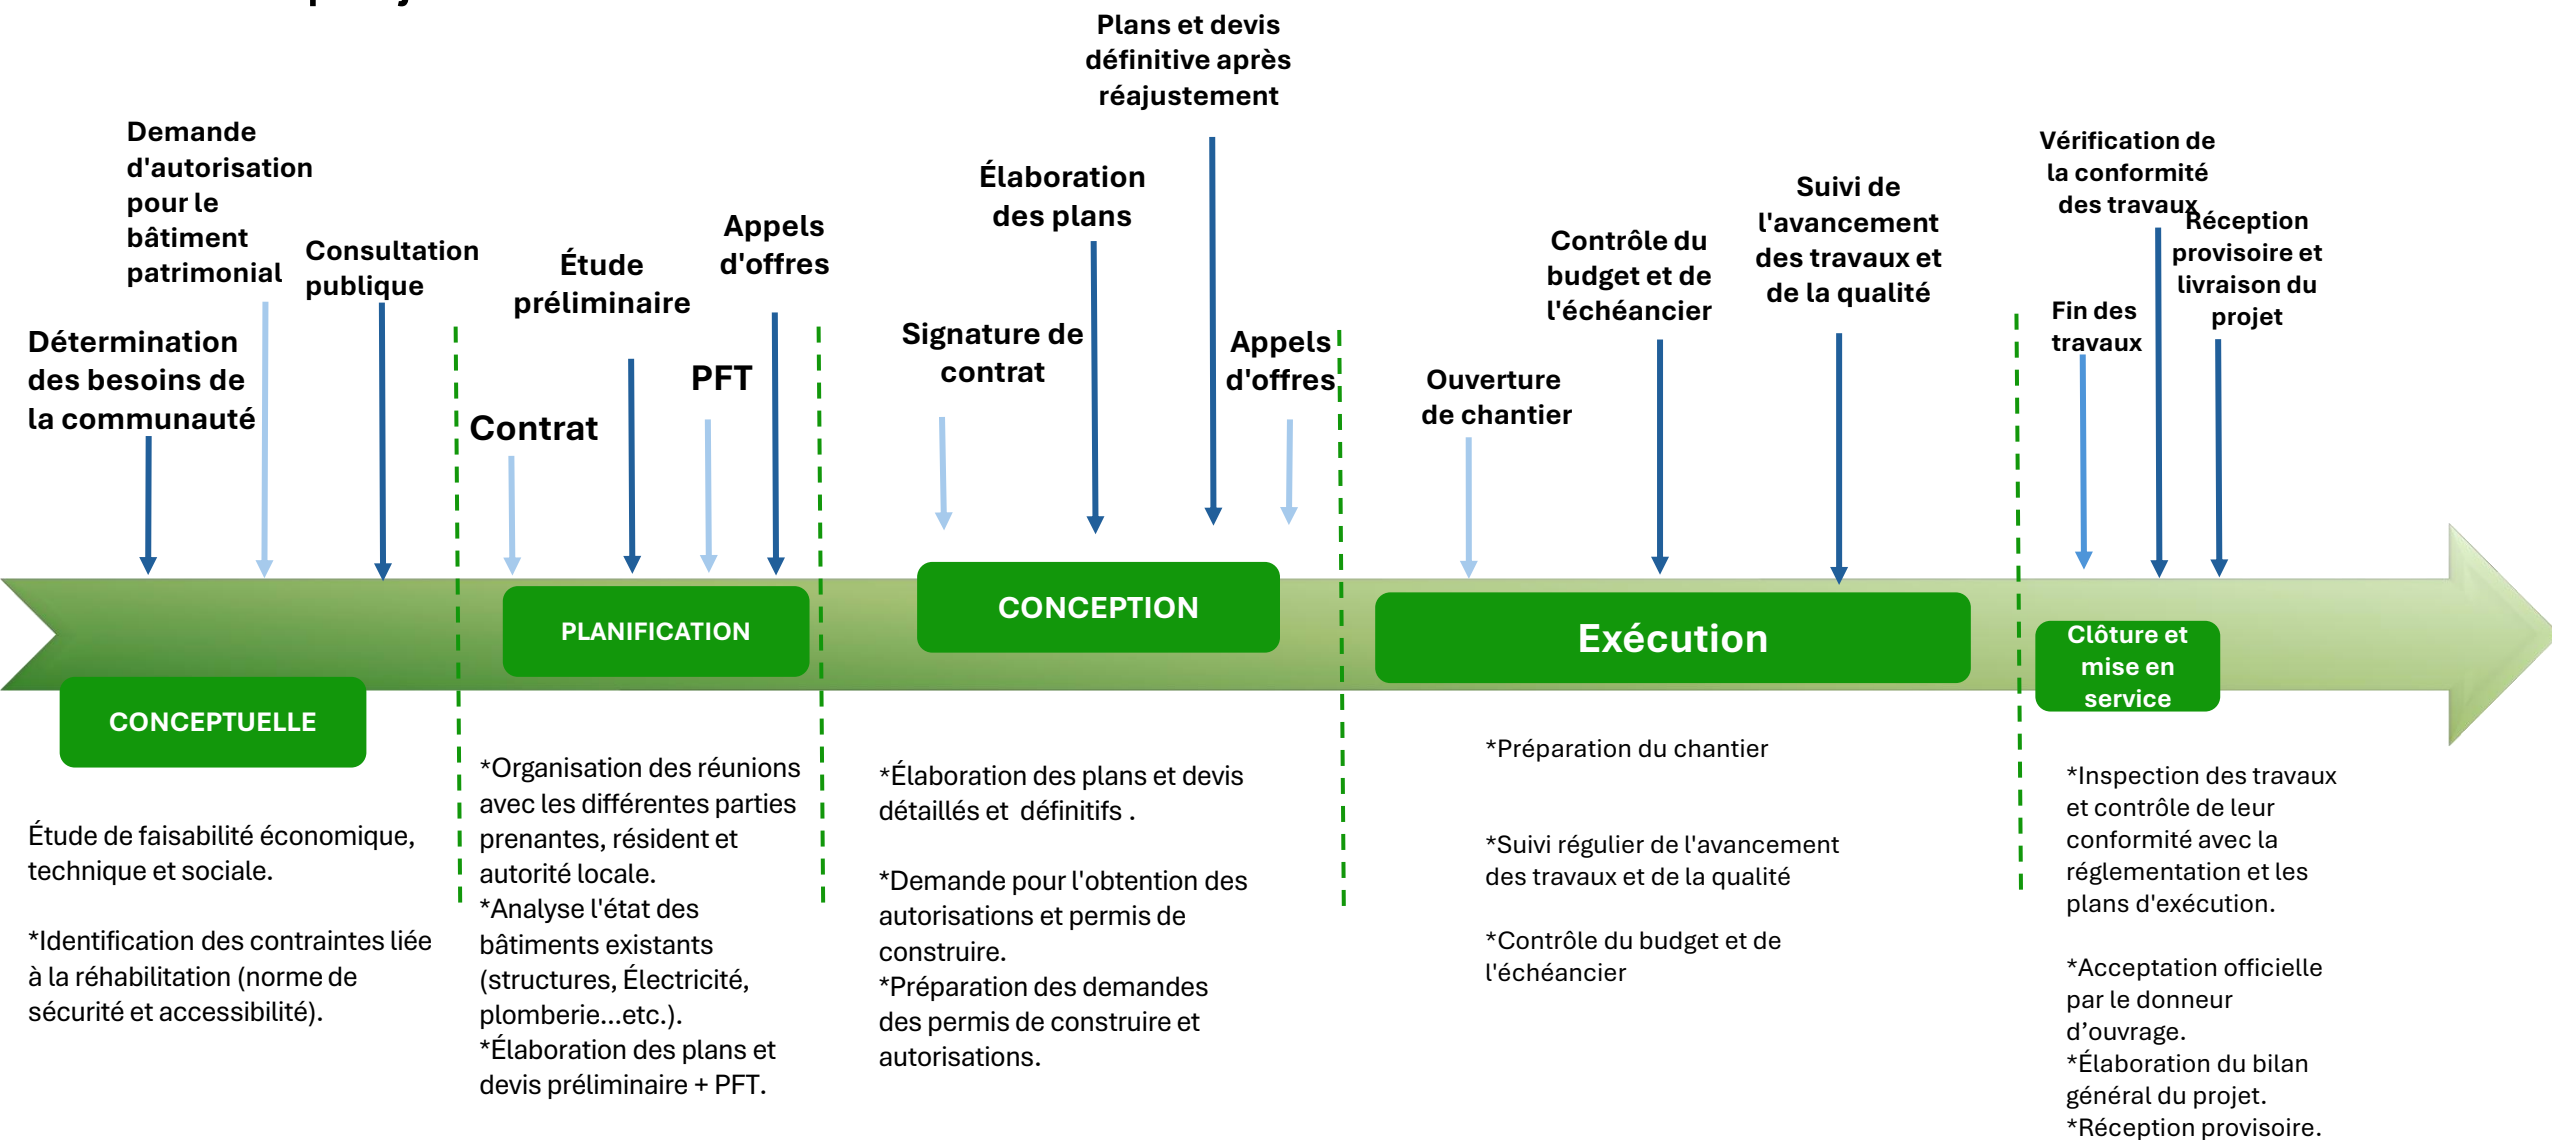 Plans et devis
définitive après
réajustement
Demande
d'autorisation
pour le
bâtiment
patrimonial
Consultation
publique
Détermination
des besoins de
la communauté
Étude
préliminaire
Appels
d'offres
PFT
Contrat
Élaboration
des plans
Signature de
contrat
Appels
d'offres
Ouverture
de chantier
Contrôle du
budget et de
l'échéancier
Suivi de
l'avancement
des travaux et
de la qualité
Vérification de
la conformité
des travaux
Réception
provisoire et
livraison du
projet
Fin des
travaux
CONCEPTUELLE
PLANIFICATION
CONCEPTION
Exécution
Clôture et
mise en
service
Étude de faisabilité économique,
technique et sociale.
*Identification des contraintes liée
à la réhabilitation (norme de
sécurité et accessibilité).
*Organisation des réunions
avec les différentes parties
prenantes, résident et
autorité locale.
*Analyse l'état des
bâtiments existants
(structures, Électricité,
plomberie...etc.).
*Élaboration des plans et
devis préliminaire + PFT.
*Élaboration des plans et devis
détaillés et  définitifs .
*Demande pour l'obtention des
autorisations et permis de
construire.
*Préparation des demandes
des permis de construire et
autorisations.
*Préparation du chantier
*Suivi régulier de l'avancement
des travaux et de la qualité
*Contrôle du budget et de
l'échéancier
*Inspection des travaux
et contrôle de leur
conformité avec la
réglementation et les
plans d'exécution.
*Acceptation officielle
par le donneur
d’ouvrage.
*Élaboration du bilan
général du projet.
*Réception provisoire.